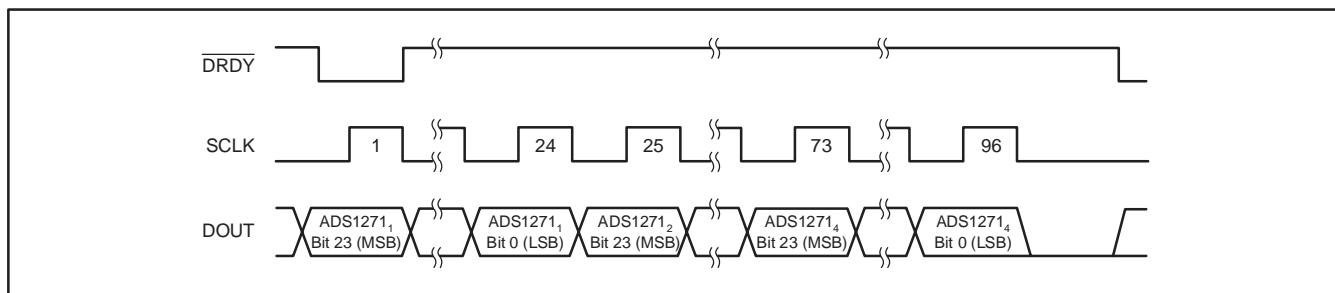 DRDY
SCLK
1
24
25
73
96
DOUT
ADS1271₁
Bit 23 (MSB)
ADS1271₁
Bit 0 (LSB)
ADS1271₂
Bit 23 (MSB)
ADS1271₄
Bit 23 (MSB)
ADS1271₄
Bit 0 (LSB)